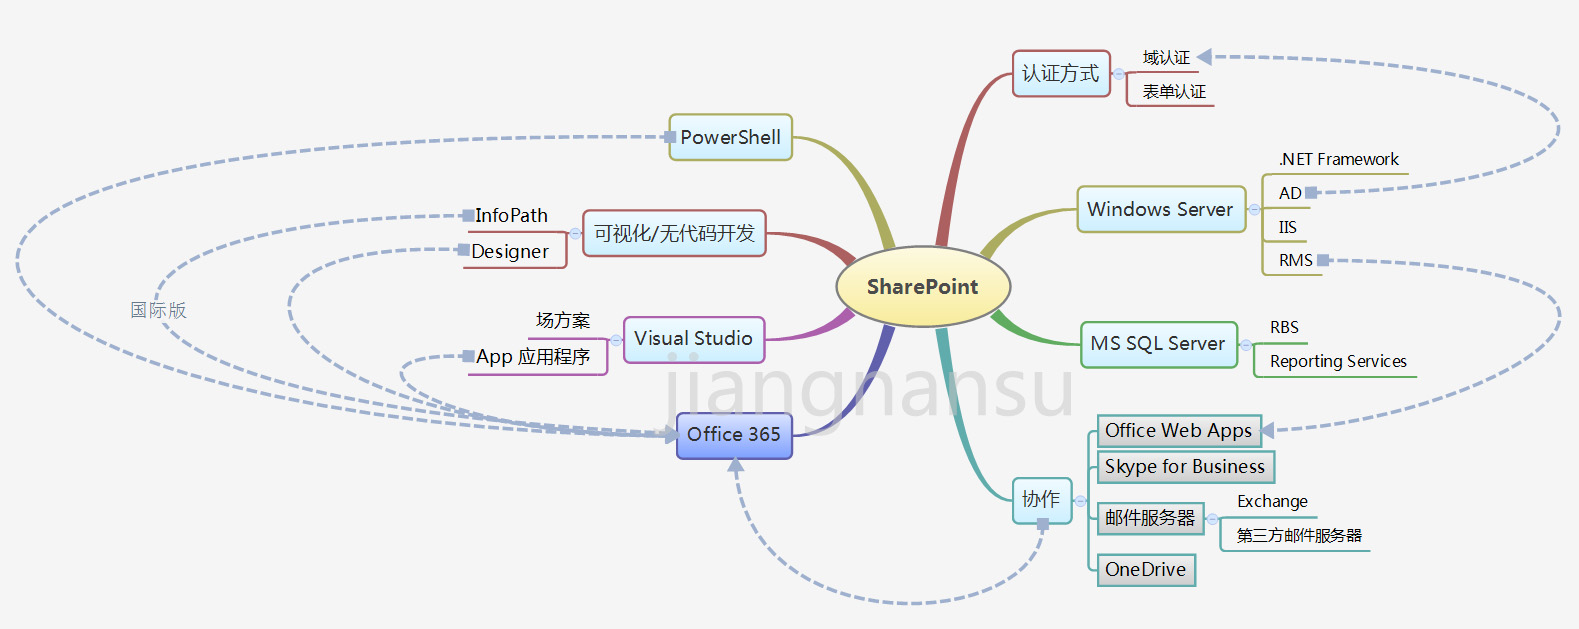 认证方式
域认证
表单认证
PowerShell
.NET Framework
Windows Server
AD
IIS
RMS
InfoPath
可视化/无代码开发
Designer
SharePoint
国际版
场方案
Visual Studio
App 应用程序
MS SQL Server
RBS
Reporting Services
jiangnansu
Office 365
Office Web Apps
Skype for Business
协作
邮件服务器
Exchange
第三方邮件服务器
OneDrive